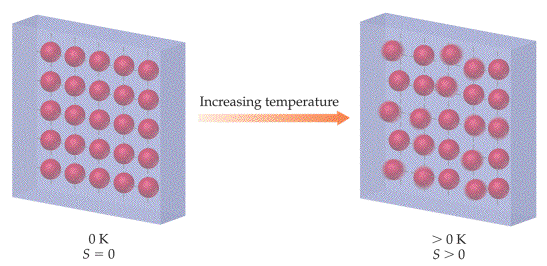 Increasing temperature
0 K
S = 0
> 0 K
S > 0